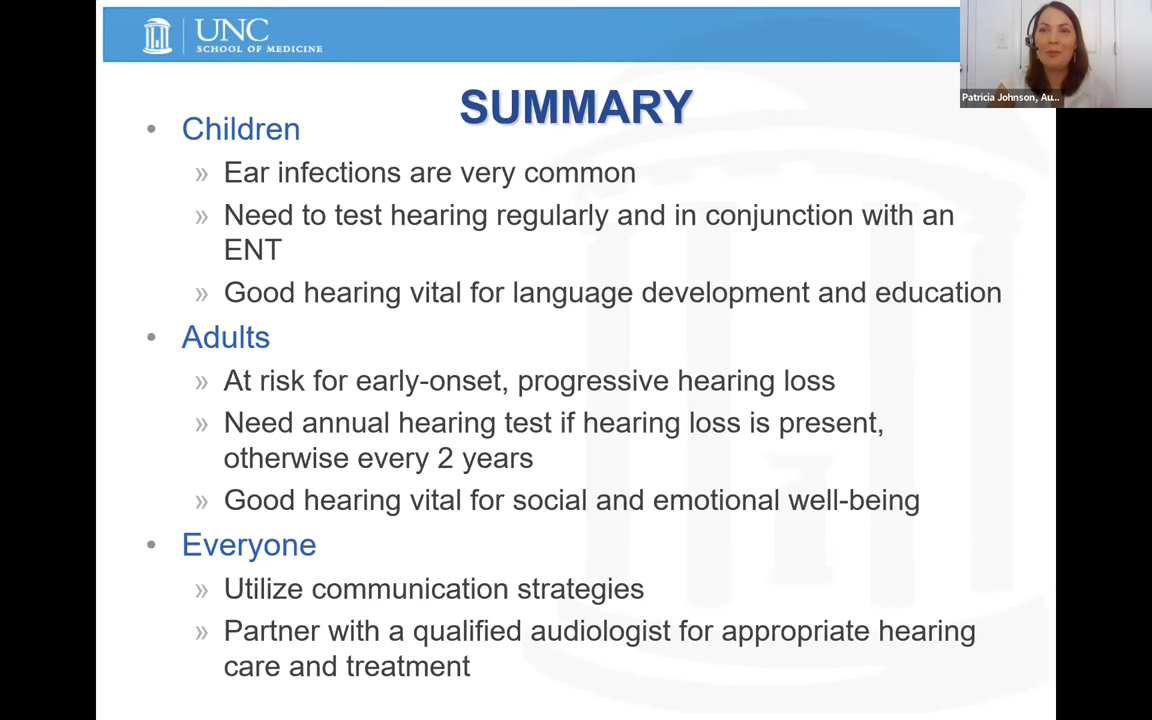 UNC
SCHOOL OF MEDICINE
Patricia Johnson, Au...
SUMMARY
• Children
» Ear infections are very common
» Need to test hearing regularly and in conjunction with an
ENT
» Good hearing vital for language development and education
• Adults
» At risk for early-onset, progressive hearing loss
» Need annual hearing test if hearing loss is present,
otherwise every 2 years
» Good hearing vital for social and emotional well-being
• Everyone
» Utilize communication strategies
» Partner with a qualified audiologist for appropriate hearing
care and treatment